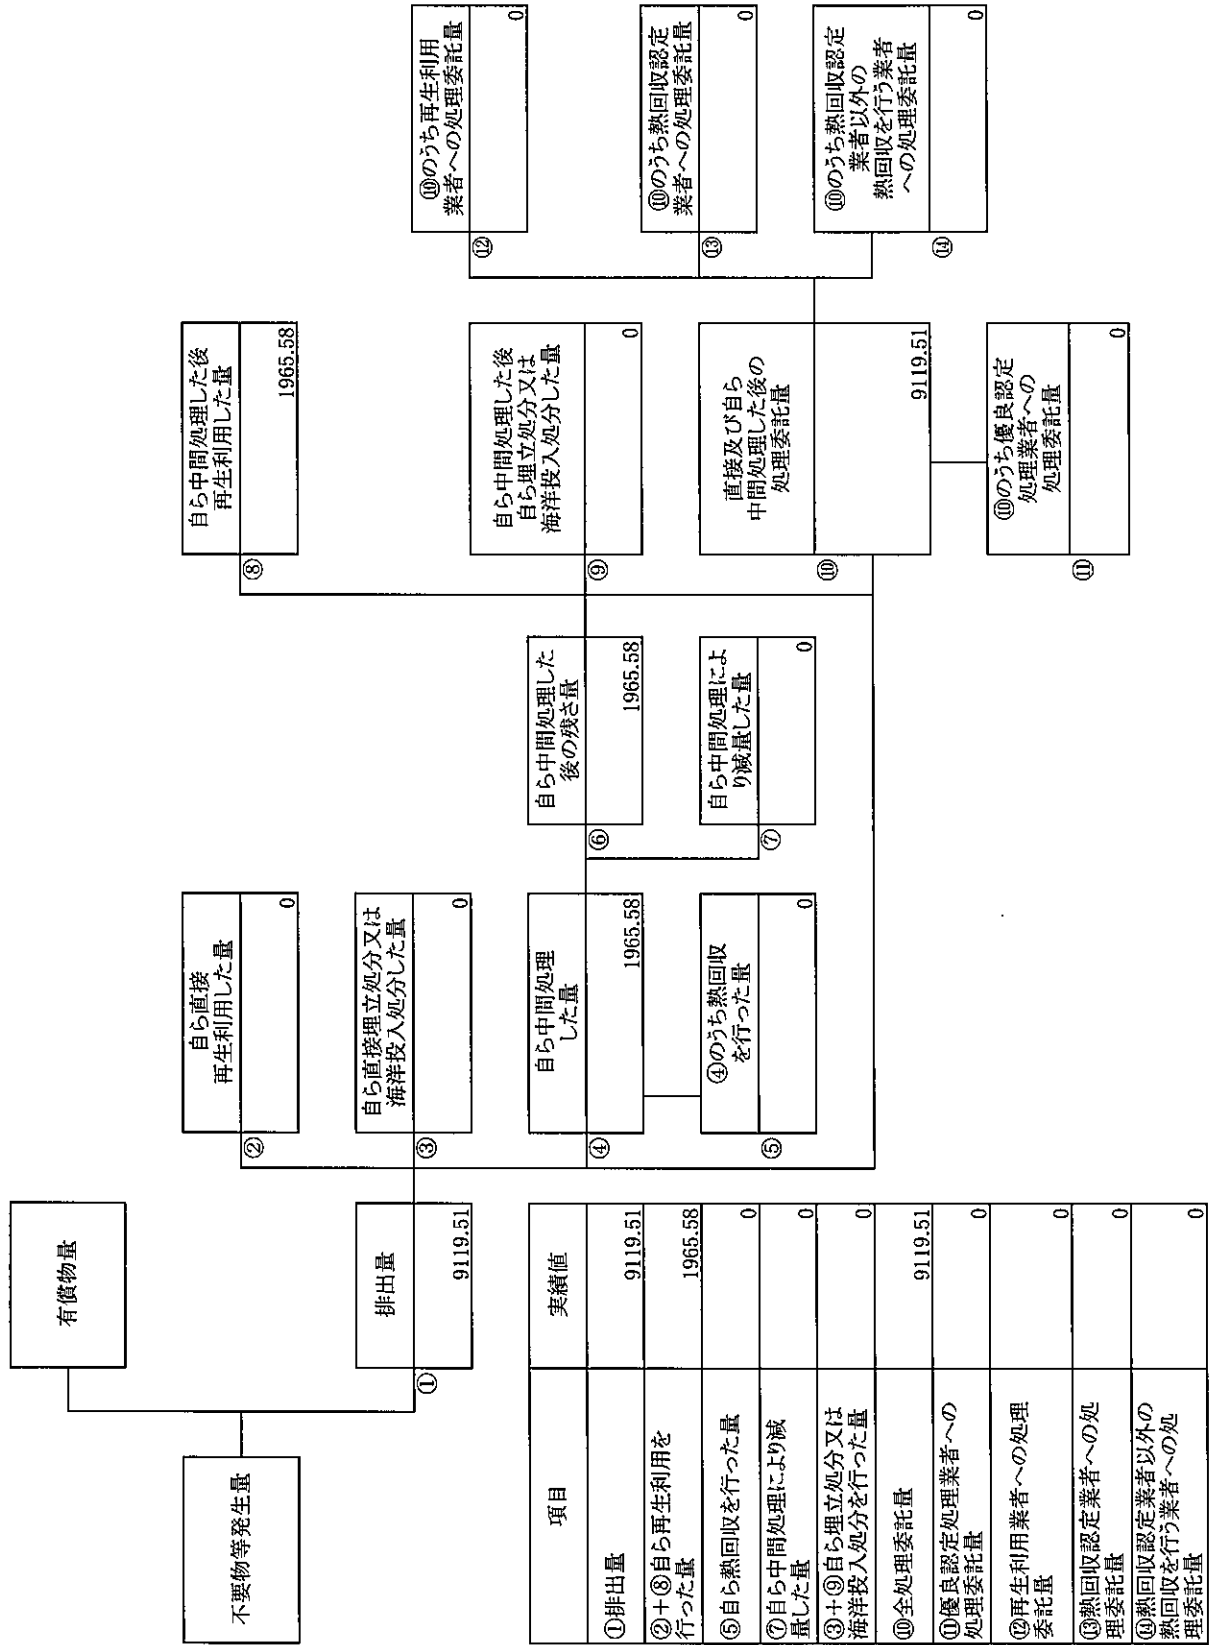 不要物等発生量
有償物量
①
排出量
9119.51
②
自ら直接
再生利用した量
0
③
自ら直接埋立処分又は
海洋投入処分した量
0
④
自ら中間処理
した量
1965.58
⑤
④のうち熱回収
を行った量
0
⑥
自ら中間処理した
後の残さ量
1965.58
⑦
自ら中間処理によ
り減量した量
0
⑧
自ら中間処理した後
再生利用した量
1965.58
⑨
自ら中間処理した後
自ら埋立処分又は
海洋投入処分した量
0
⑩
直接及び自ら
中間処理した後の
処理委託量
9119.51
⑪
⑩のうち優良認定
処理業者への
処理委託量
0
⑫
⑩のうち再生利用
業者への処理委託量
0
⑬
⑩のうち熱回収認定
業者への処理委託量
0
⑭
⑩のうち熱回収認定
業者以外の
熱回収を行う業者
への処理委託量
0
項目 実績値
①排出量 9119.51
②+⑧自ら再生利用を
行った量 1965.58
⑤自ら熱回収を行った量 0
⑦自ら中間処理により減
量した量 0
③+⑨自ら埋立処分又は
海洋投入処分を行った量 0
⑩全処理委託量 9119.51
⑪優良認定処理業者への
処理委託量 0
⑫再生利用業者への処理
委託量 0
⑬熱回収認定業者への処
理委託量 0
⑭熱回収認定業者以外の
熱回収を行う業者への処
理委託量 0